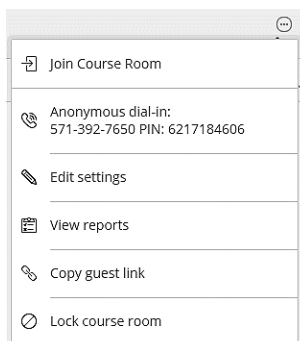 Join Course Room
Anonymous dial-in:
571-392-7650 PIN: 6217184606
Edit settings
View reports
Copy guest link
Lock course room